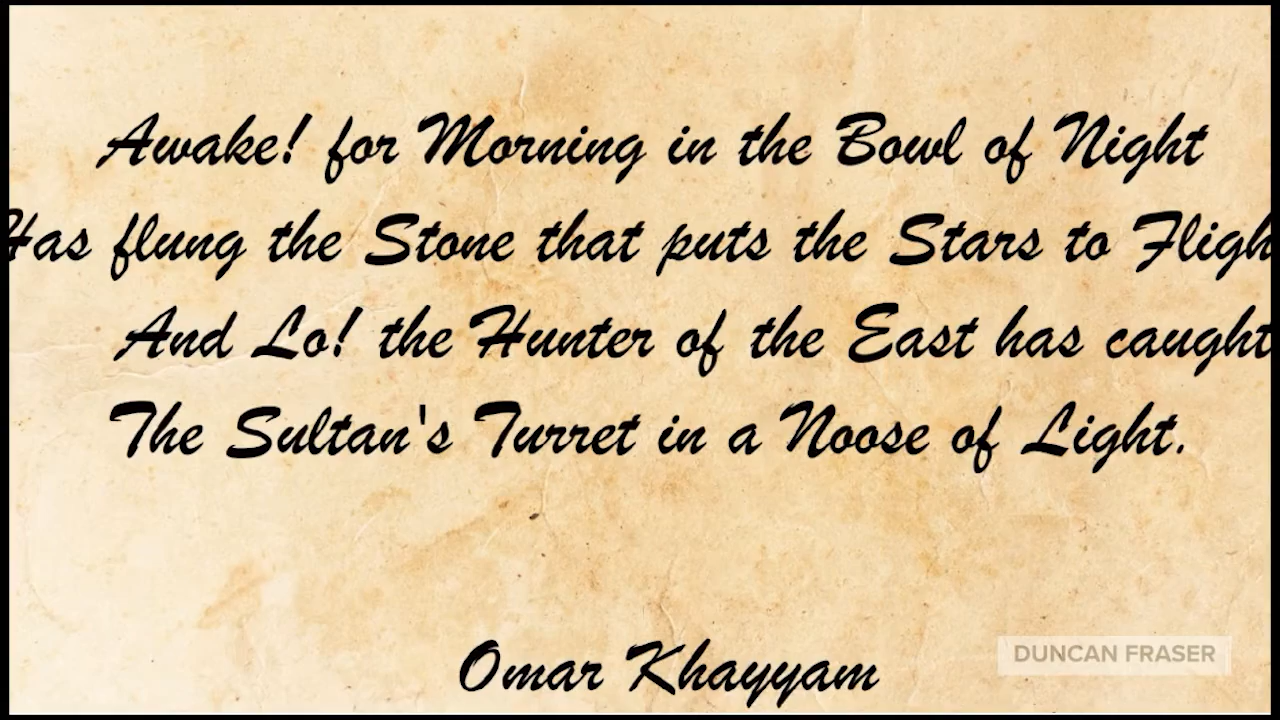 Awake! for Morning in the Bowl of Night
Has flung the Stone that puts the Stars to Fligh
And Lo! the Hunter of the East has caught
The Sultan's Turret in a Noose of Light.
Omar Khayyam
DUNCAN FRASER